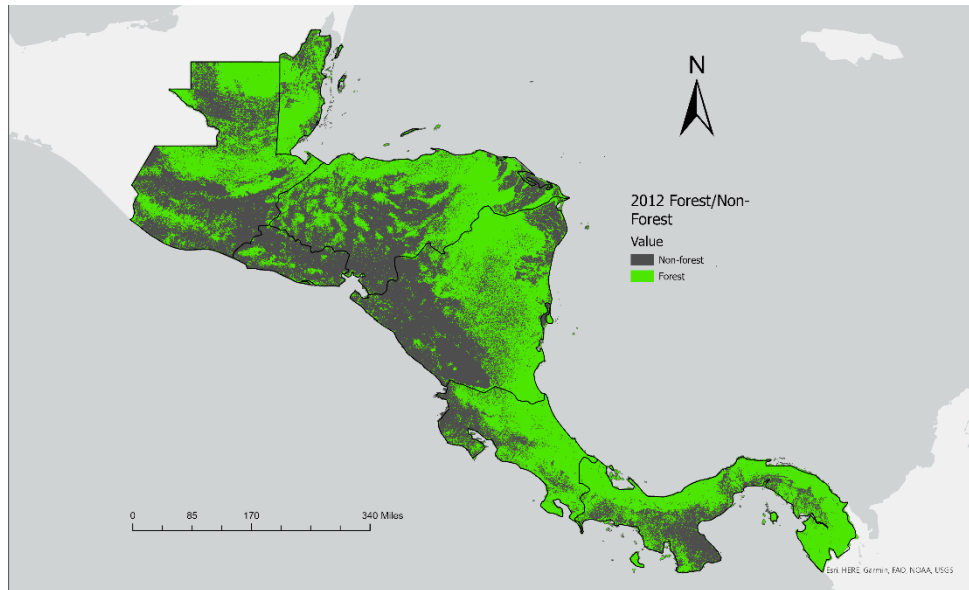 N
2012 Forest/Non-
Forest
Value
Non-forest
Forest
0 85 170 340 Miles
Esri, HERE, Garmin, FAO, NOAA, USGS